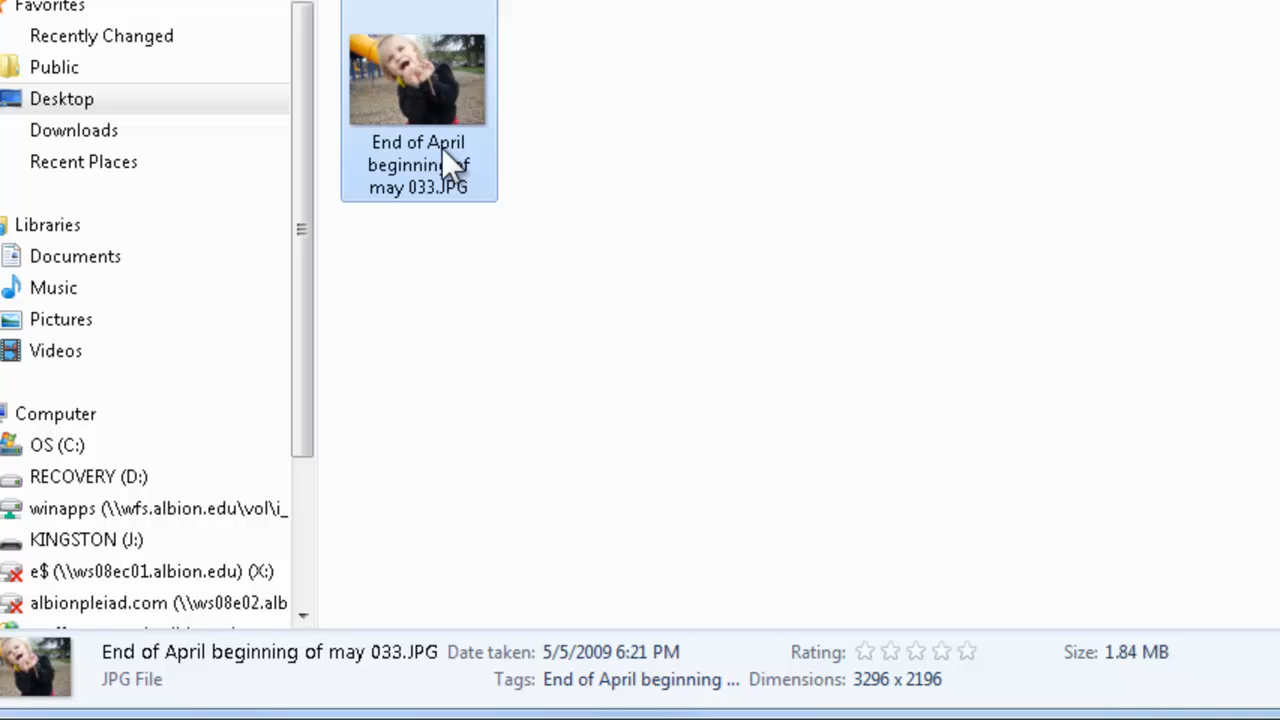 Favorites
Recently Changed
Public
Desktop
Downloads
Recent Places
Libraries
Documents
Music
Pictures
Videos
Computer
OS (C:)
RECOVERY (D:)
winapps (\\wfs.albion.edu\vol\i_
KINGSTON (J:)
e$ (\\ws08ec01.albion.edu) (X:)
albionpleiad.com (\\ws08e02.alb
End of April
beginning of
may 033.JPG
End of April beginning of may 033.JPG Date taken: 5/5/2009 6:21 PM Rating: Size: 1.84 MB
JPG File Tags: End of April beginning ... Dimensions: 3296 x 2196